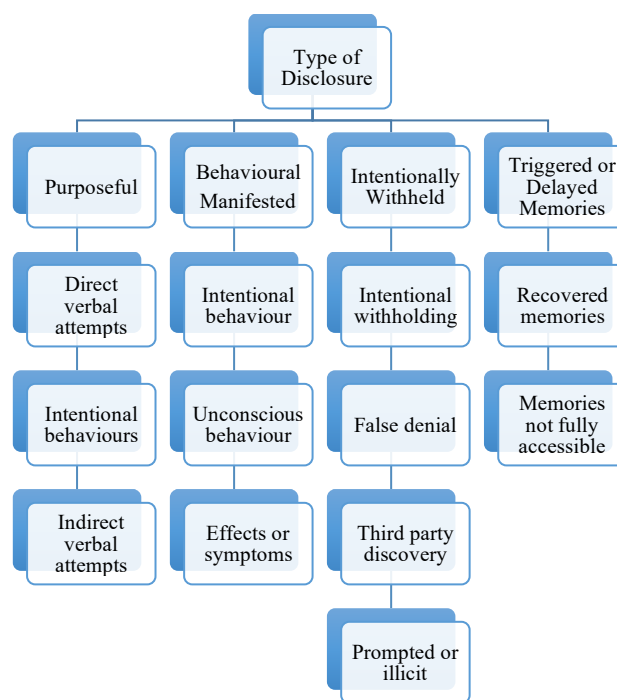 Type of
Disclosure
Purposeful
Behavioural
Manifested
Intentionally
Withheld
Triggered or
Delayed
Memories
Direct
verbal
attempts
Intentional
behaviour
Intentional
withholding
Recovered
memories
Intentional
behaviours
Unconscious
behaviour
False denial
Memories
not fully
accessible
Indirect
verbal
attempts
Effects or
symptoms
Third party
discovery
Prompted or
illicit